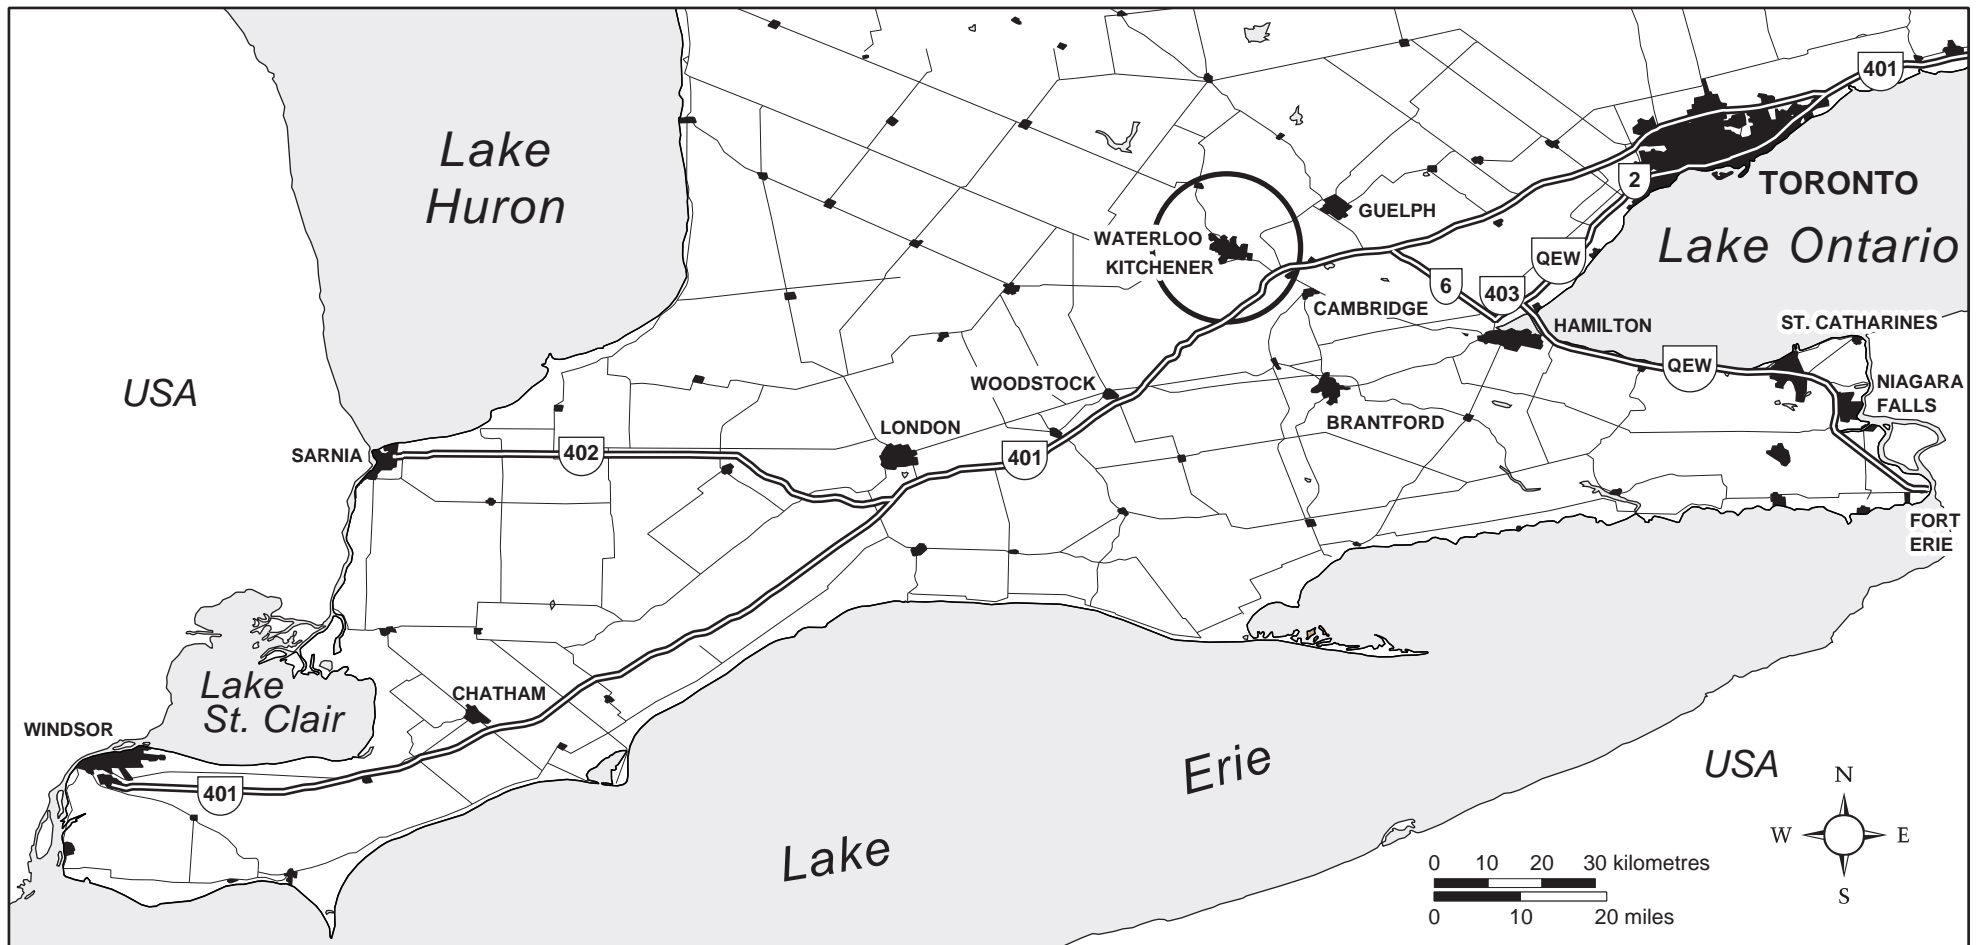 401
Lake
Huron
2
TORONTO
GUELPH
WATERLOO
KITCHENER
Lake Ontario
QEW
6
403
CAMBRIDGE
HAMILTON
ST. CATHARINES
QEW
USA
WOODSTOCK
NIAGARA
FALLS
BRANTFORD
LONDON
SARNIA
402
401
FORT
ERIE
Lake
St. Clair
CHATHAM
WINDSOR
401
Erie
Lake
USA
N
W E
S
0 10 20 30 kilometres
0 10 20 miles